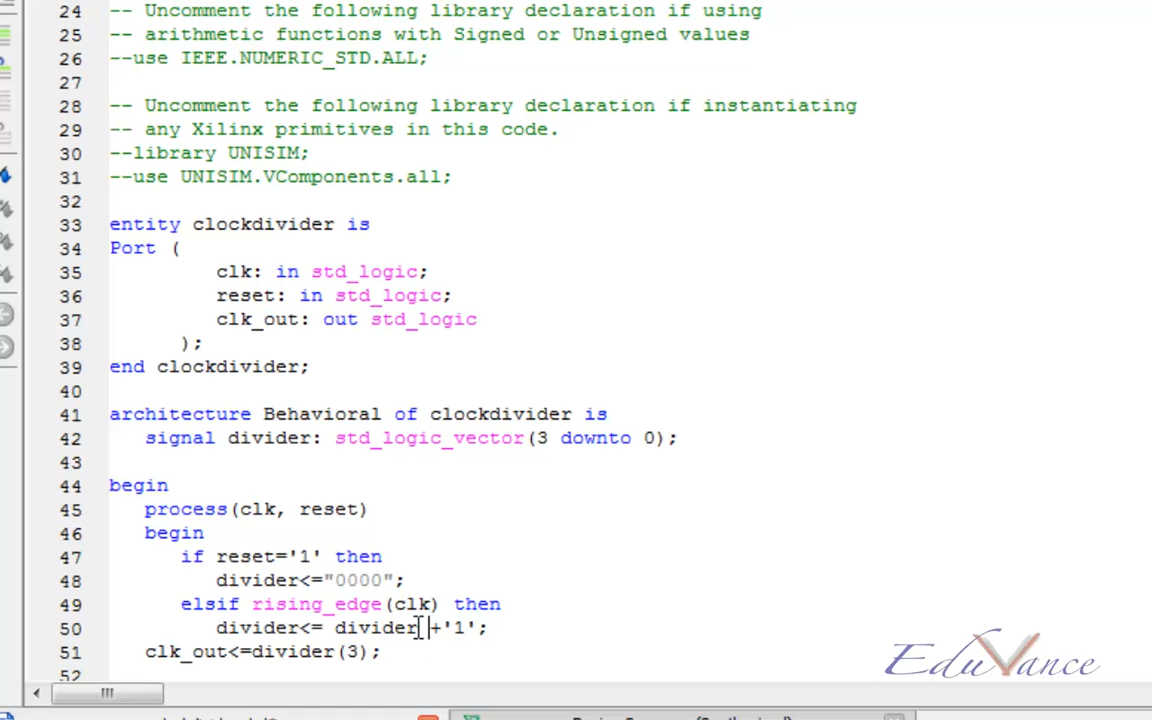 24 -- Uncomment the following library declaration if using
25 -- arithmetic functions with Signed or Unsigned values
26 --use IEEE.NUMERIC_STD.ALL;
27
28 -- Uncomment the following library declaration if instantiating
29 -- any Xilinx primitives in this code.
30 --library UNISIM;
31 --use UNISIM.VComponents.all;
32
33 entity clockdivider is
34 Port (
35 clk: in std_logic;
36 reset: in std_logic;
37 clk_out: out std_logic
38 );
39 end clockdivider;
40
41 architecture Behavioral of clockdivider is
42 signal divider: std_logic_vector(3 downto 0);
43
44 begin
45 process(clk, reset)
46 begin
47 if reset='1' then
48 divider<="0000";
49 elsif rising_edge(clk) then
50 divider<= divider +'1';
51 clk_out<=divider(3);
52
EduVance